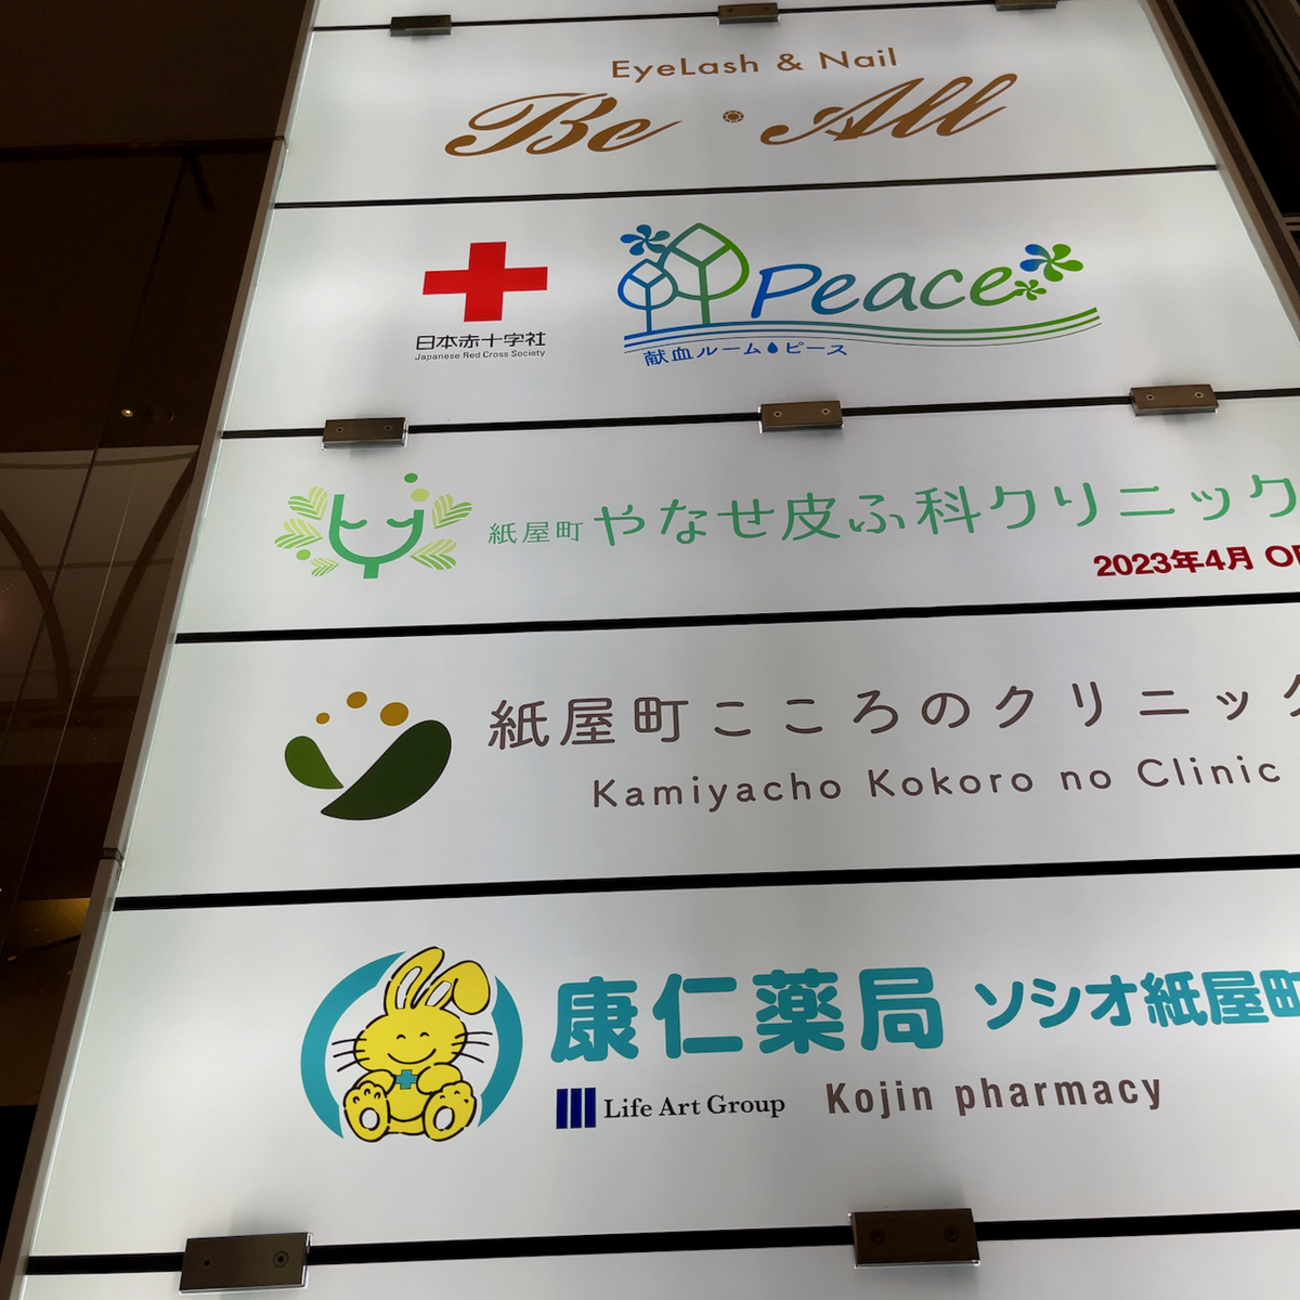 EyeLash & Nail
Be・All
日本赤十字社
Japanese Red Cross Society
Peace
献血ルーム・ピース
紙屋町 やなせ皮ふ科クリニック
2023年4月
紙屋町こころのクリニック
Kamiyacho Kokoro no Clinic
康仁薬局 ソシオ紙屋町
Life Art Group Kojin pharmacy